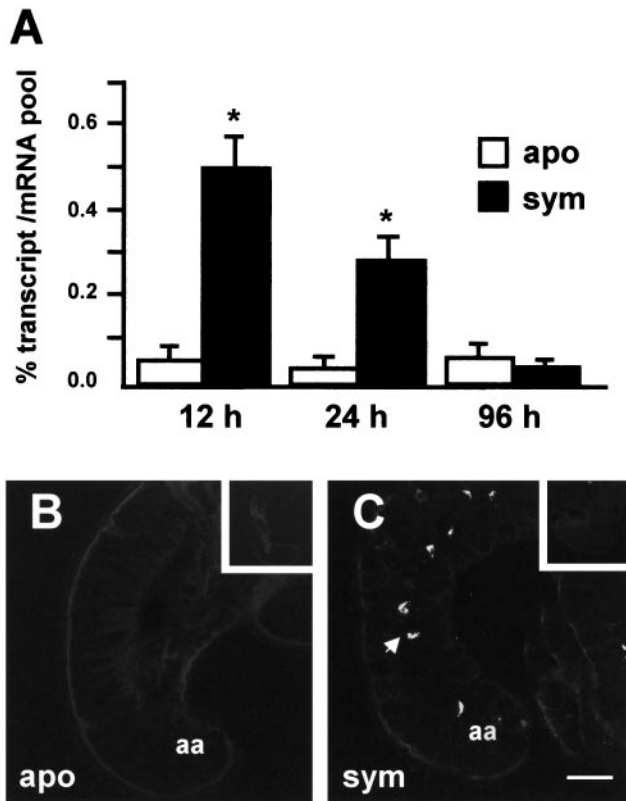 A
% transcript /mRNA pool
0.6
0.4
0.2
0.0
*
*
apo
sym
12 h
24 h
96 h
B
aa
apo
C
aa
sym